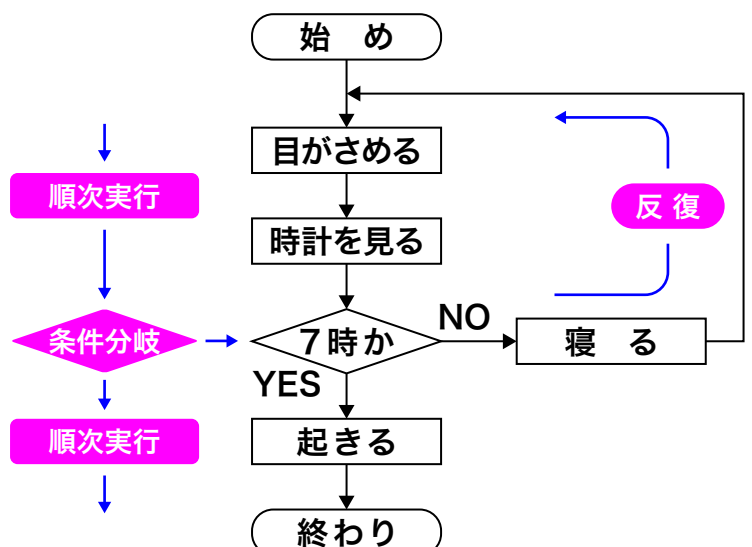 始　め
目がさめる
順次実行
反 復
時計を見る
NO
条件分岐
７時か
寝　る
YES
順次実行
起きる
終わり